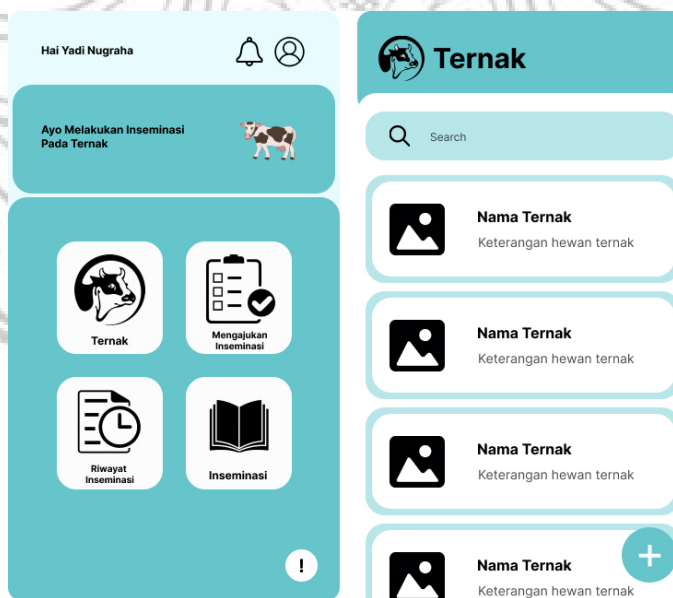 Hai Yadi Nugraha
Ayo Melakukan Inseminasi
Pada Ternak
Ternak
Mengajukan
Inseminasi
Riwayat
Inseminasi
Inseminasi
!
Ternak
Search
Nama Ternak
Keterangan hewan ternak
Nama Ternak
Keterangan hewan ternak
Nama Ternak
Keterangan hewan ternak
Nama Ternak
Keterangan hewan ternak
+